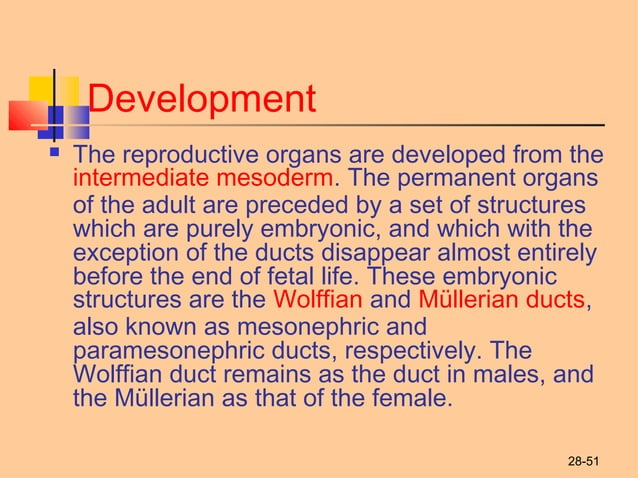 Development
The reproductive organs are developed from the
intermediate mesoderm. The permanent organs
of the adult are preceded by a set of structures
which are purely embryonic, and which with the
exception of the ducts disappear almost entirely
before the end of fetal life. These embryonic
structures are the Wolffian and Müllerian ducts,
also known as mesonephric and
paramesonephric ducts, respectively. The
Wolffian duct remains as the duct in males, and
the Müllerian as that of the female.
28-51